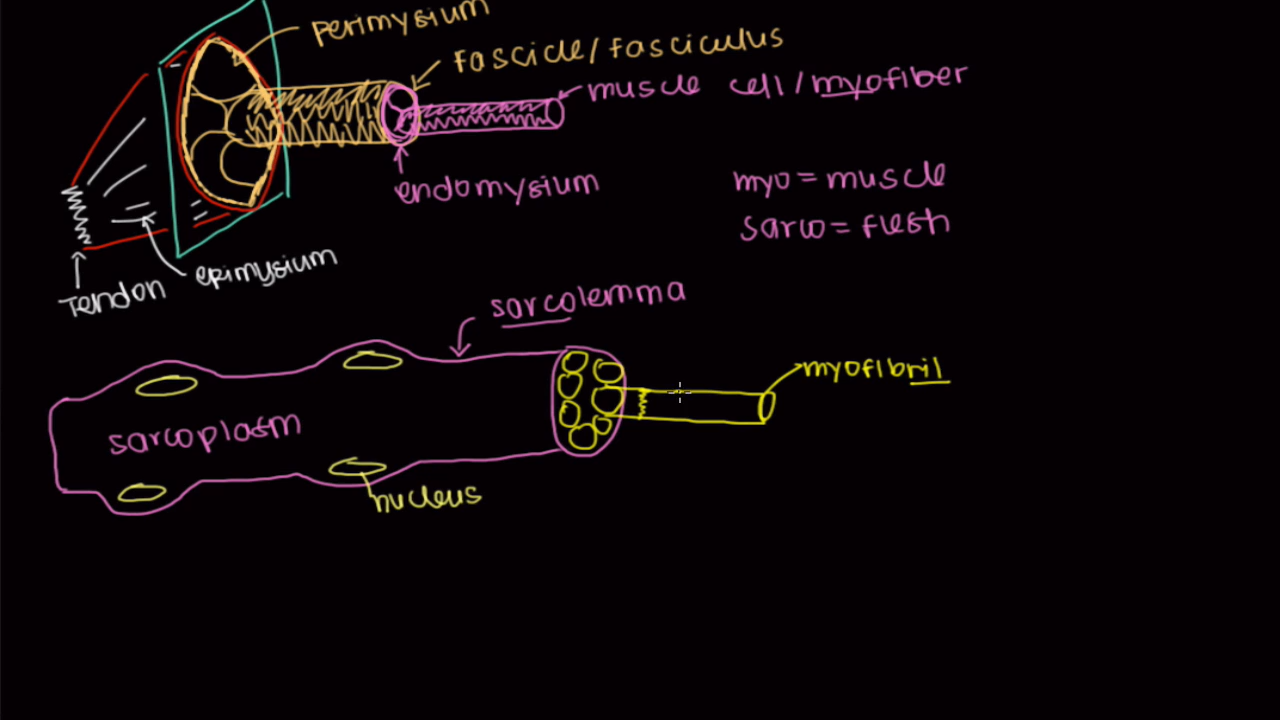 perimysium
fascicle/fasciculus
muscle cell/myofiber
endomysium
myo = muscle
sarco = flesh
epimysium
Tendon
sarcolemma
myofibril
sarcoplasm
nucleus